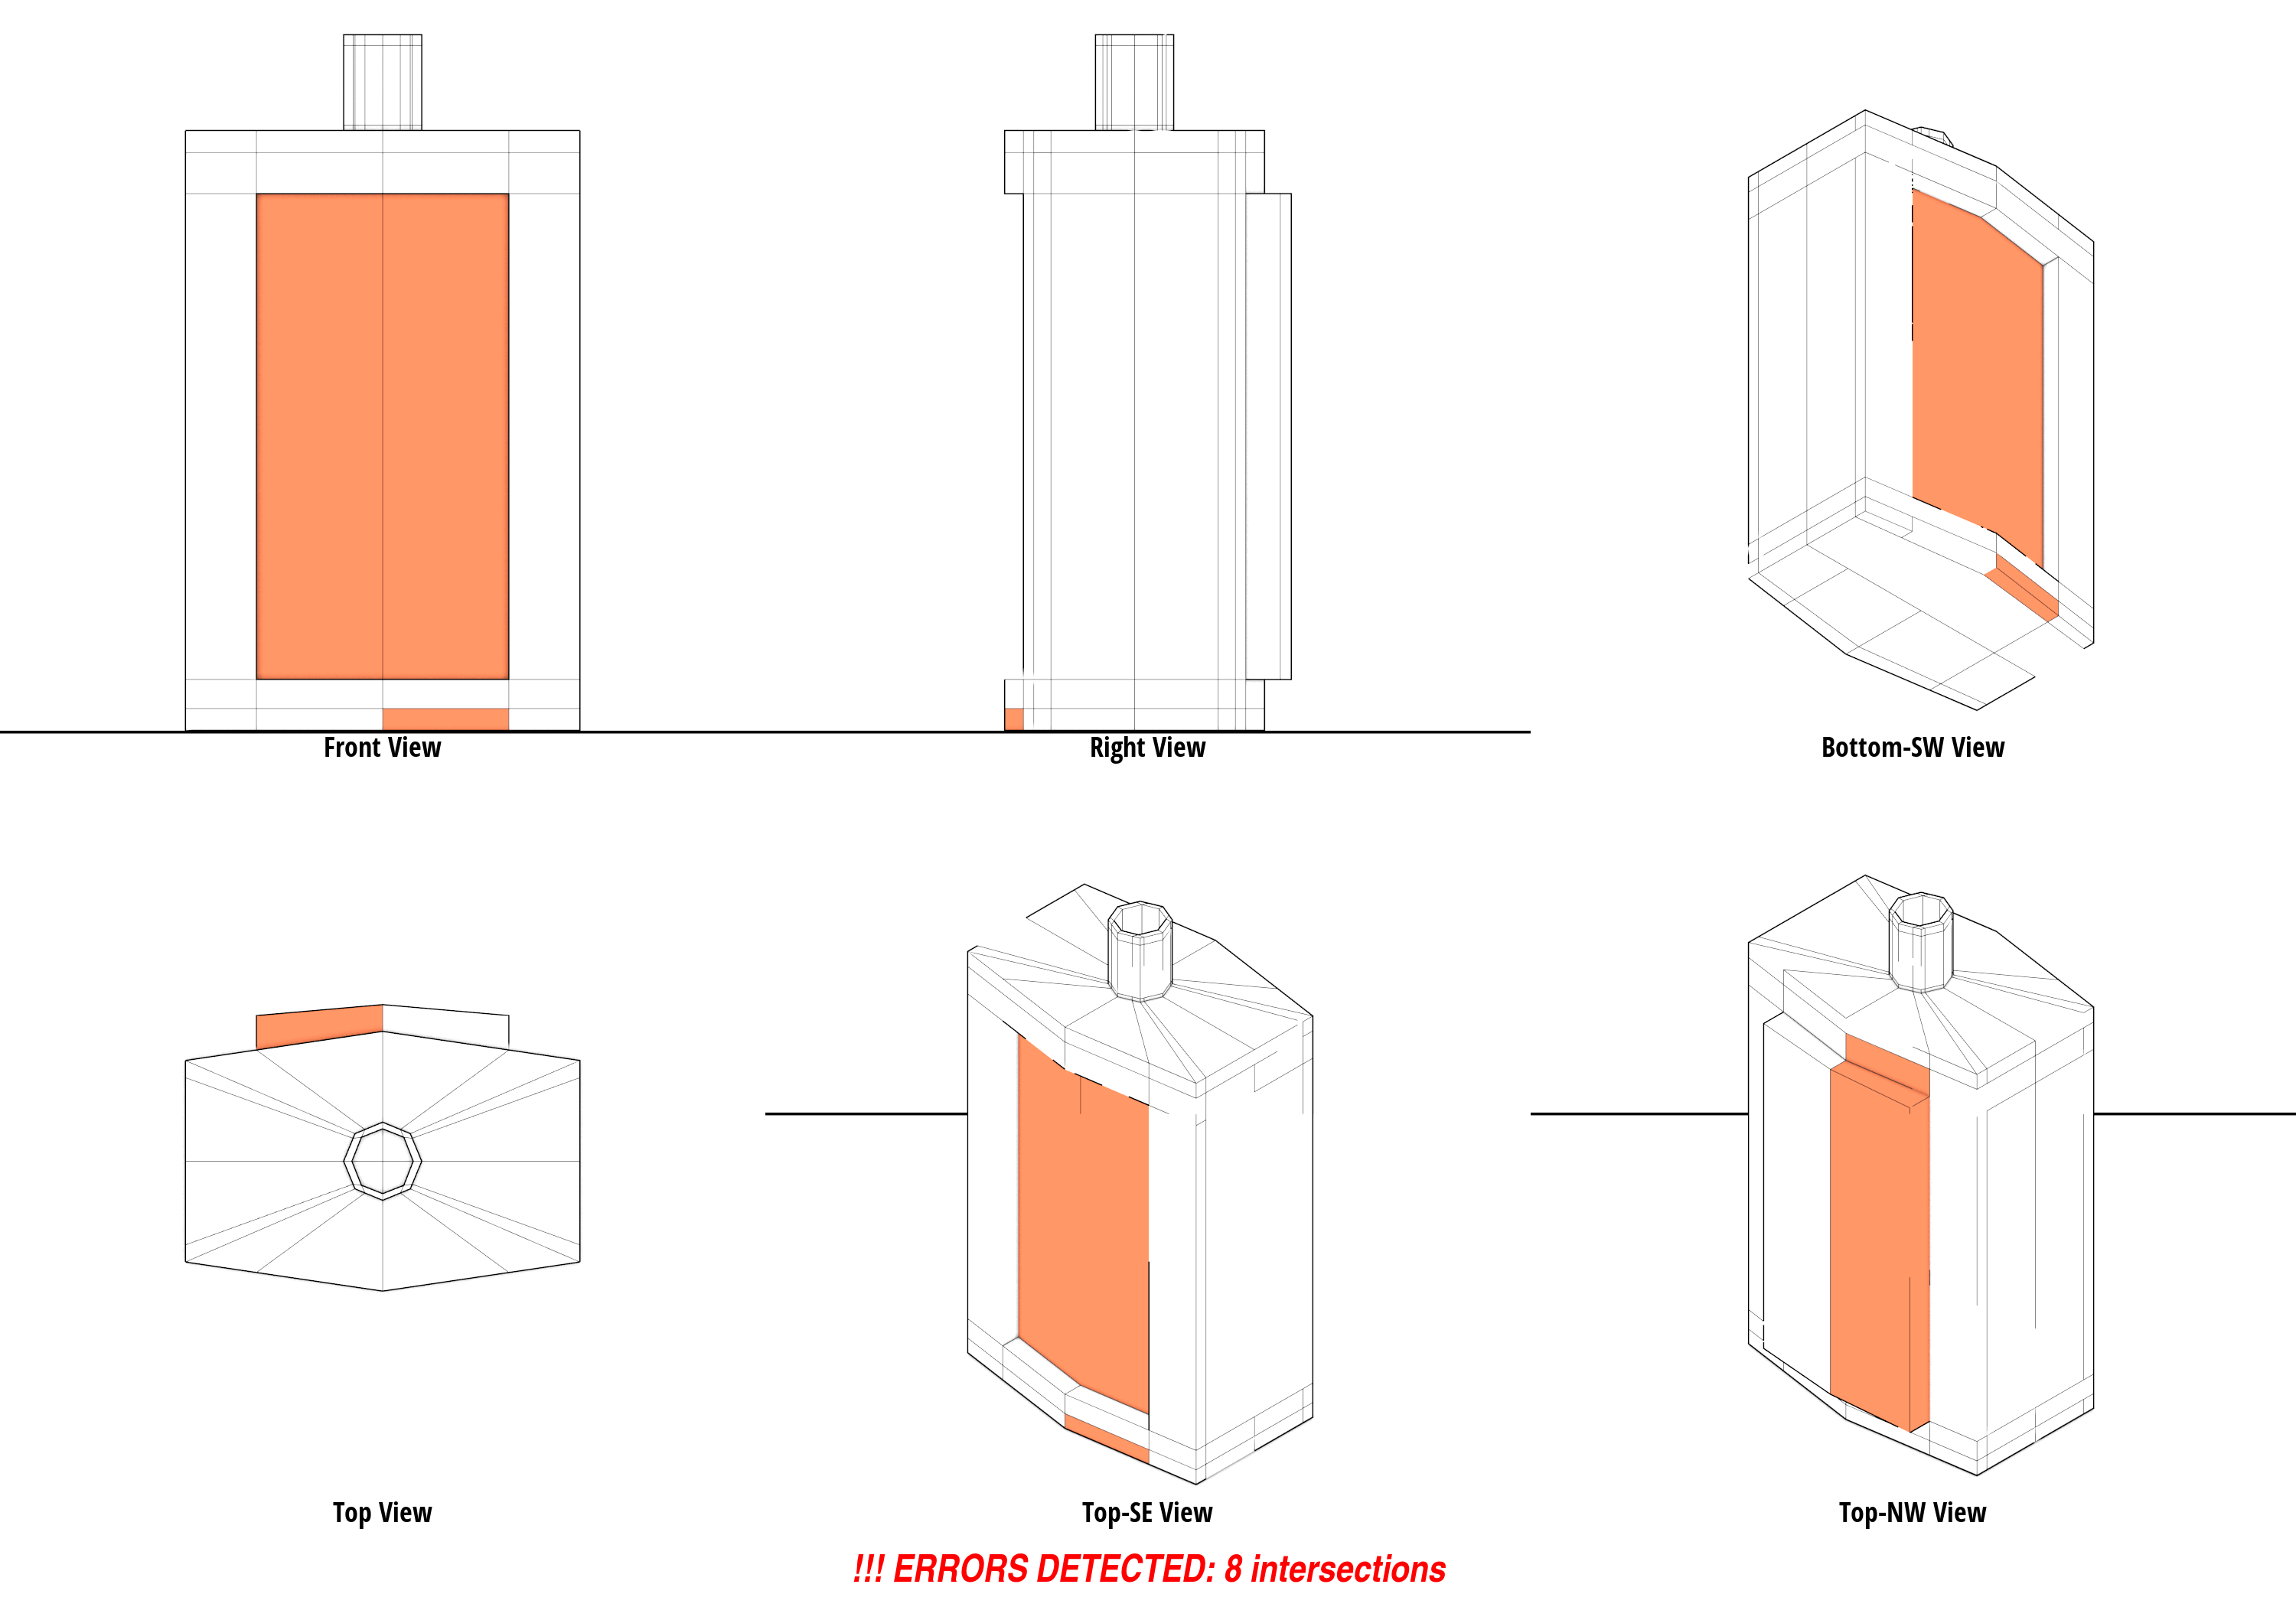 Front View
Right View
Bottom-SW View
Top View
Top-SE View
Top-NW View
!!! ERRORS DETECTED: 8 intersections